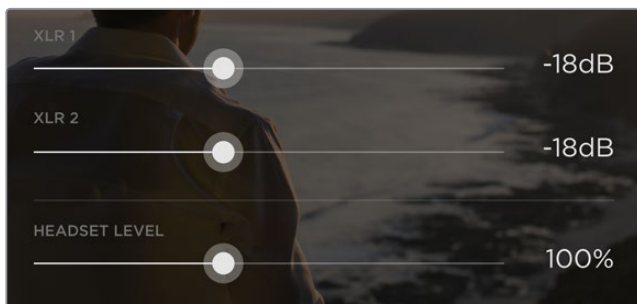 XLR 1
-18dB
XLR 2
-18dB
HEADSET LEVEL
100%